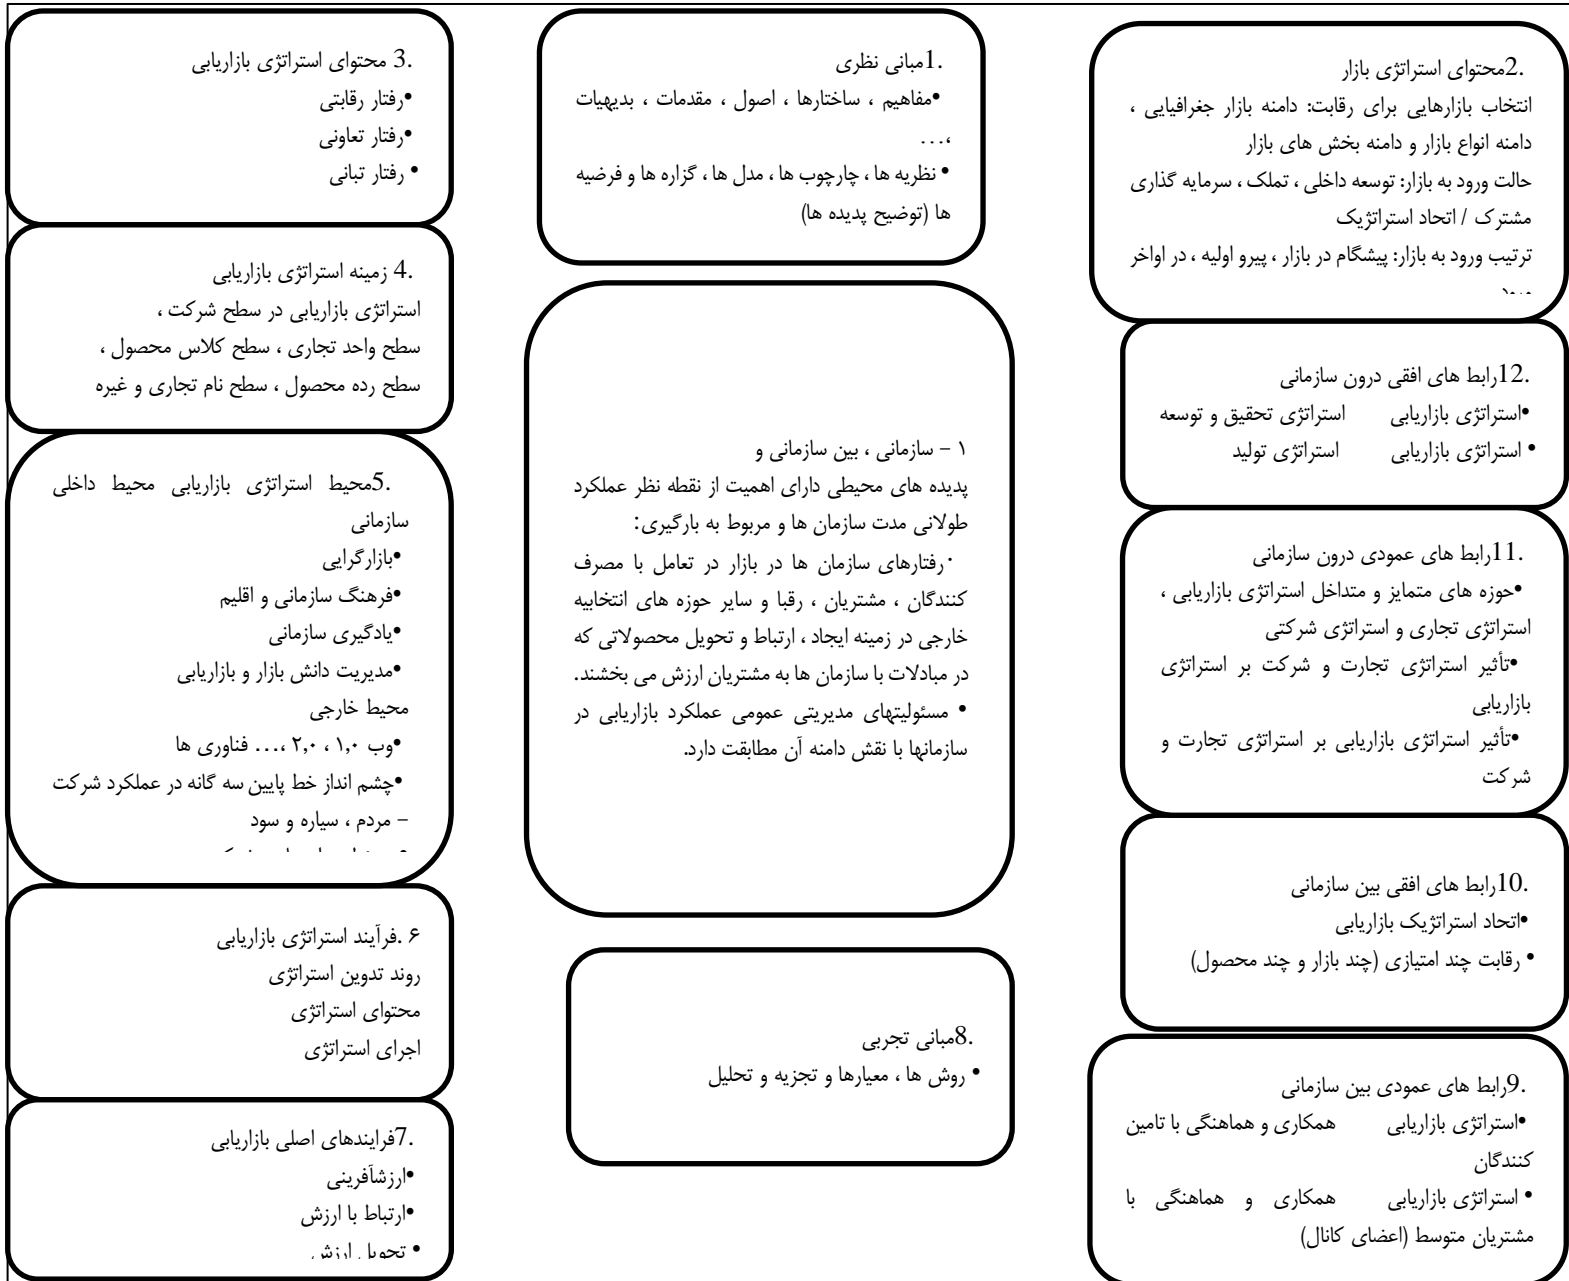 .1مبانی نظری
•مفاهیم ، ساختارها ، اصول ، مقدمات ، بدیهیات
،...
• نظریه ها ، چارچوب ها ، مدل ها ، گزاره ها و فرضیه
ها (توضیح پدیده ها)
.2محتوای استراتژی بازار
انتخاب بازارهایی برای رقابت: دامنه بازار جغرافیایی ،
دامنه انواع بازار و دامنه بخش های بازار
حالت ورود به بازار: توسعه داخلی ، تملک ، سرمایه گذاری
مشترک / اتحاد استراتژیک
ترتیب ورود به بازار: پیشگام در بازار ، پیرو اولیه ، در اواخر
.3 محتوای استراتژی بازاریابی
•رفتار رقابتی
•رفتار تعاونی
• رفتار تبانی
.4 زمینه استراتژی بازاریابی
استراتژی بازاریابی در سطح شرکت ،
سطح واحد تجاری ، سطح کلاس محصول ،
سطح رده محصول ، سطح نام تجاری و غیره
.5محیط استراتژی بازاریابی محیط داخلی
سازمانی
•بازارگرایی
•فرهنگ سازمانی و اقلیم
•یادگیری سازمانی
•مدیریت دانش بازار و بازاریابی
محیط خارجی
•وب ۱,۰ ، ۲,۰ ،... فناوری ها
•چشم انداز خط پایین سه گانه در عملکرد شرکت
– مردم ، سیاره و سود
۶ .فرآیند استراتژی بازاریابی
روند تدوین استراتژی
محتوای استراتژی
اجرای استراتژی
.7فرایندهای اصلی بازاریابی
•ارزشآفرینی
•ارتباط با ارزش
• تحویل ارزش
۱ – سازمانی ، بین سازمانی و
پدیده های محیطی دارای اهمیت از نقطه نظر عملکرد
طولانی مدت سازمان ها و مربوط به بارگیری:
·رفتارهای سازمان ها در بازار در تعامل با مصرف
کنندگان ، مشتریان ، رقبا و سایر حوزه های انتخابیه
خارجی در زمینه ایجاد ، ارتباط و تحویل محصولاتی که
در مبادلات با سازمان ها به مشتریان ارزش می بخشند.
• مسئولیتهای مدیریتی عمومی عملکرد بازاریابی در
سازمانها با نقش دامنه آن مطابقت دارد.
.8مبانی تجربی
• روش ها ، معیارها و تجزیه و تحلیل
.12رابط های افقی درون سازمانی
•استراتژی بازاریابی استراتژی تحقیق و توسعه
• استراتژی بازاریابی استراتژی تولید
.11رابط های عمودی درون سازمانی
•حوزه های متمایز و متداخل استراتژی بازاریابی ،
استراتژی تجاری و استراتژی شرکتی
•تأثیر استراتژی تجارت و شرکت بر استراتژی
بازاریابی
•تأثیر استراتژی بازاریابی بر استراتژی تجارت و
شرکت
.10رابط های افقی بین سازمانی
•اتحاد استراتژیک بازاریابی
• رقابت چند امتیازی (چند بازار و چند محصول)
.9رابط های عمودی بین سازمانی
•استراتژی بازاریابی همکاری و هماهنگی با تامین
کنندگان
• استراتژی بازاریابی همکاری و هماهنگی با
مشتریان متوسط (اعضای کانال)